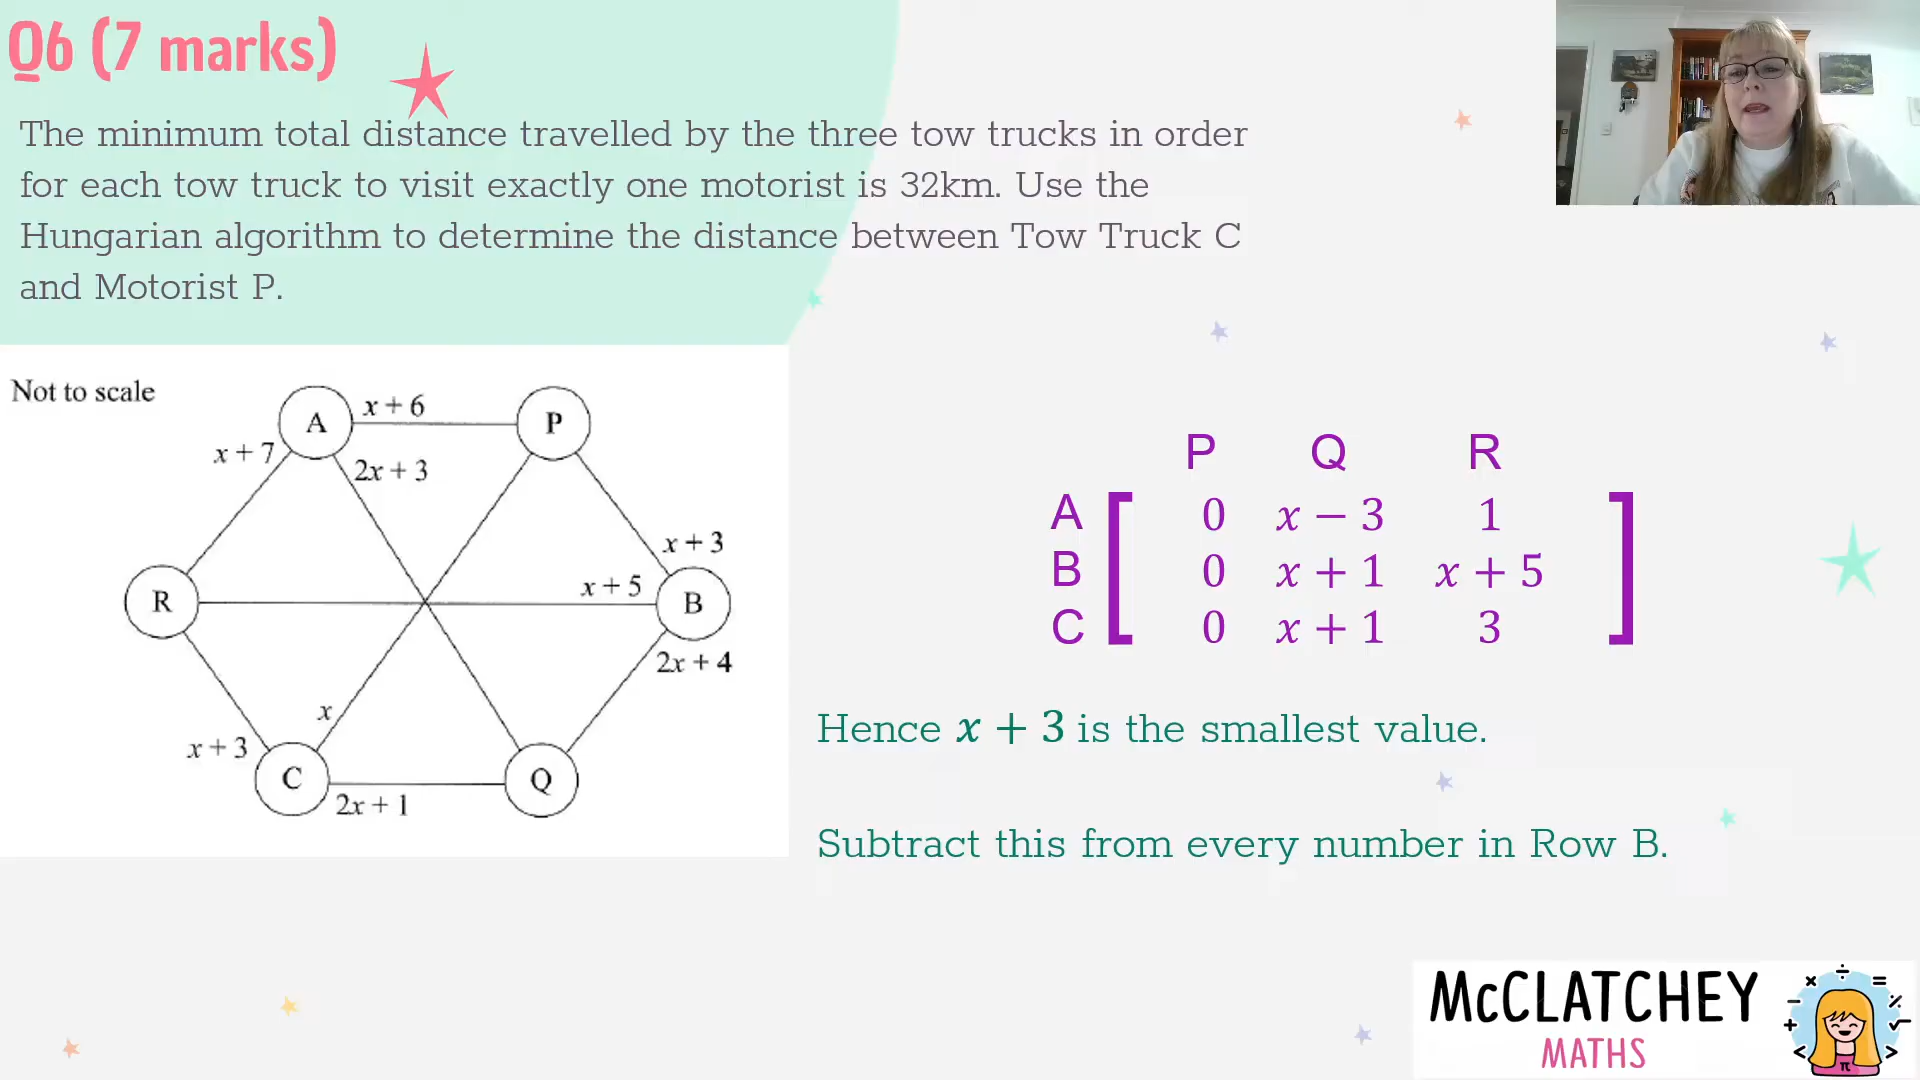 Q6 (7 marks)
The minimum total distance travelled by the three tow trucks in order
for each tow truck to visit exactly one motorist is 32km. Use the
Hungarian algorithm to determine the distance between Tow Truck C
and Motorist P.
Not to scale
A
x + 6
P
x + 7
2x + 3
x + 3
R
x + 5
B
2x + 4
x
x + 3
C
2x + 1
Q
P Q R
A 0 x − 3 1
B 0 x + 1 x + 5
C 0 x + 1 3
Hence x + 3 is the smallest value.
Subtract this from every number in Row B.
McCLATCHEY
MATHS